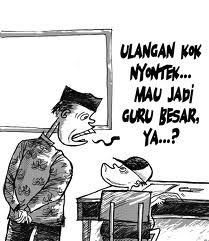 ULANGAN KOK
NYONTEK...
MAU JADI
GURU BESAR,
YA...?